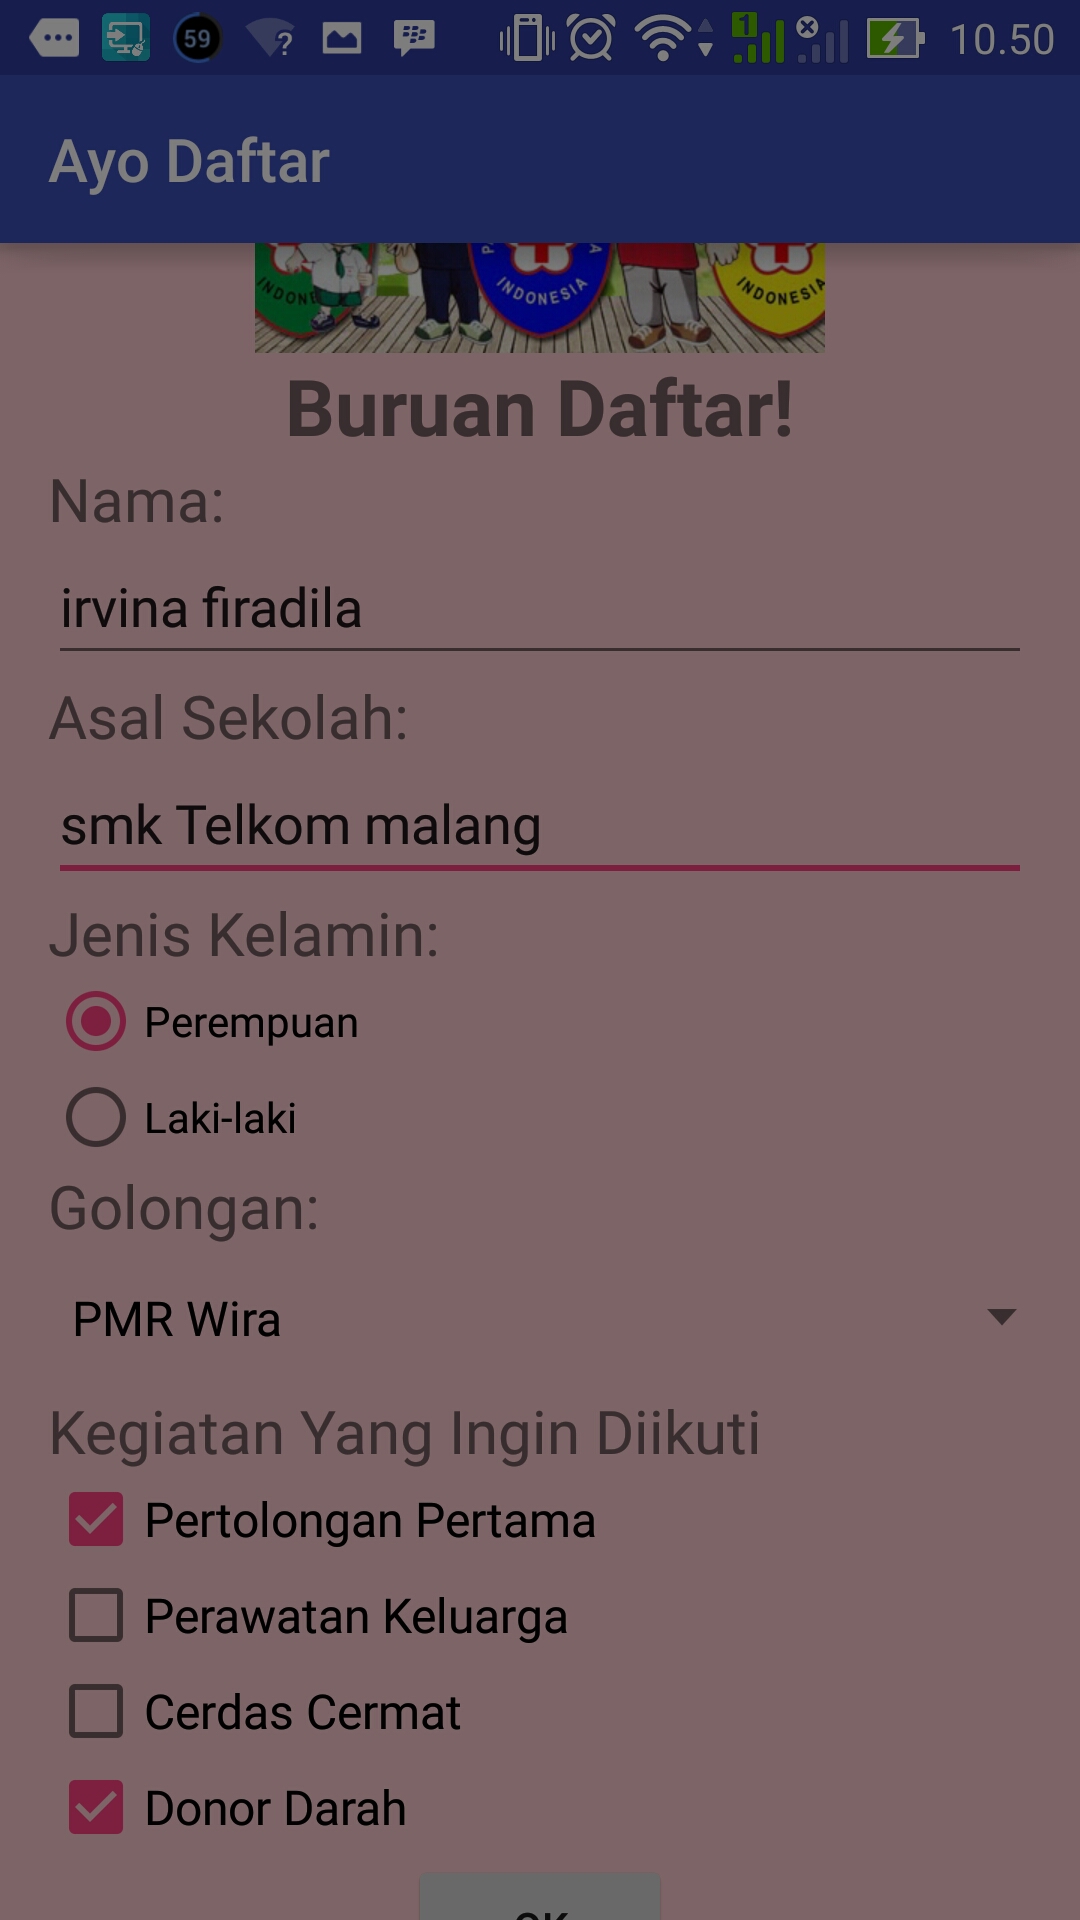 59 ? 1 10.50
Ayo Daftar
INDONESIA INDONESIA
Buruan Daftar!
Nama:
irvina firadila
Asal Sekolah:
smk Telkom malang
Jenis Kelamin:
Perempuan
Laki-laki
Golongan:
PMR Wira
Kegiatan Yang Ingin Diikuti
Pertolongan Pertama
Perawatan Keluarga
Cerdas Cermat
Donor Darah
OK